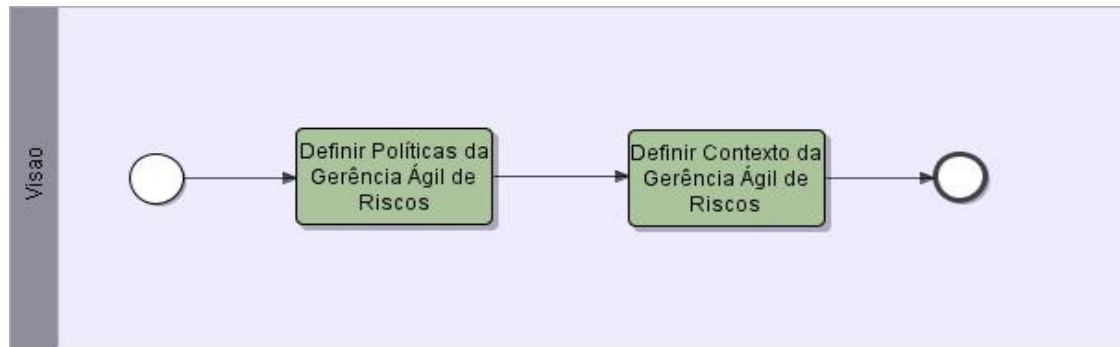 Visao
Definir Políticas da
Gerência Ágil de
Riscos
Definir Contexto da
Gerência Ágil de
Riscos